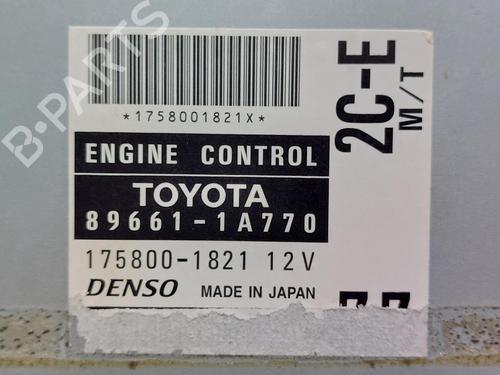 *1758001821X*
ENGINE CONTROL
TOYOTA
89661-1A770
175800-1821 12V
DENSO MADE IN JAPAN
2C-E
M/T
B-PARTS